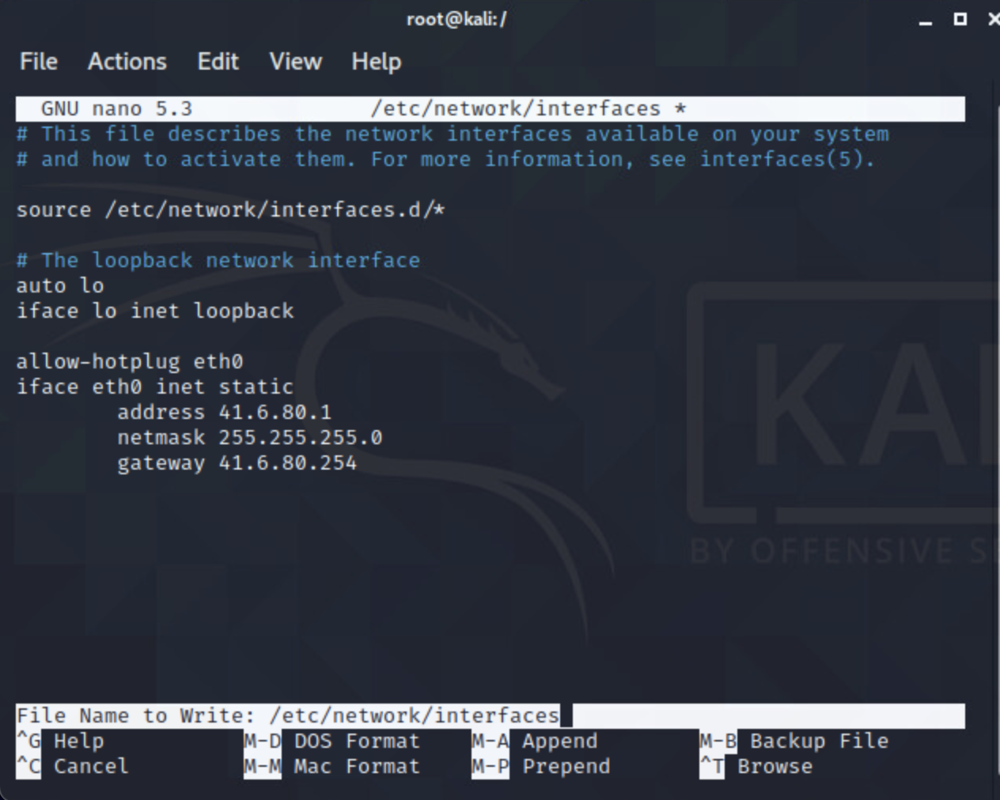 root@kali:/
File Actions Edit View Help
GNU nano 5.3 /etc/network/interfaces *
# This file describes the network interfaces available on your system
# and how to activate them. For more information, see interfaces(5).
source /etc/network/interfaces.d/*
# The loopback network interface
auto lo
iface lo inet loopback
allow-hotplug eth0
iface eth0 inet static
address 41.6.80.1
netmask 255.255.255.0
gateway 41.6.80.254
KA
BY OFFENSIVE S
File Name to Write: /etc/network/interfaces
^G Help M-D DOS Format M-A Append M-B Backup File
^C Cancel M-M Mac Format M-P Prepend ^T Browse